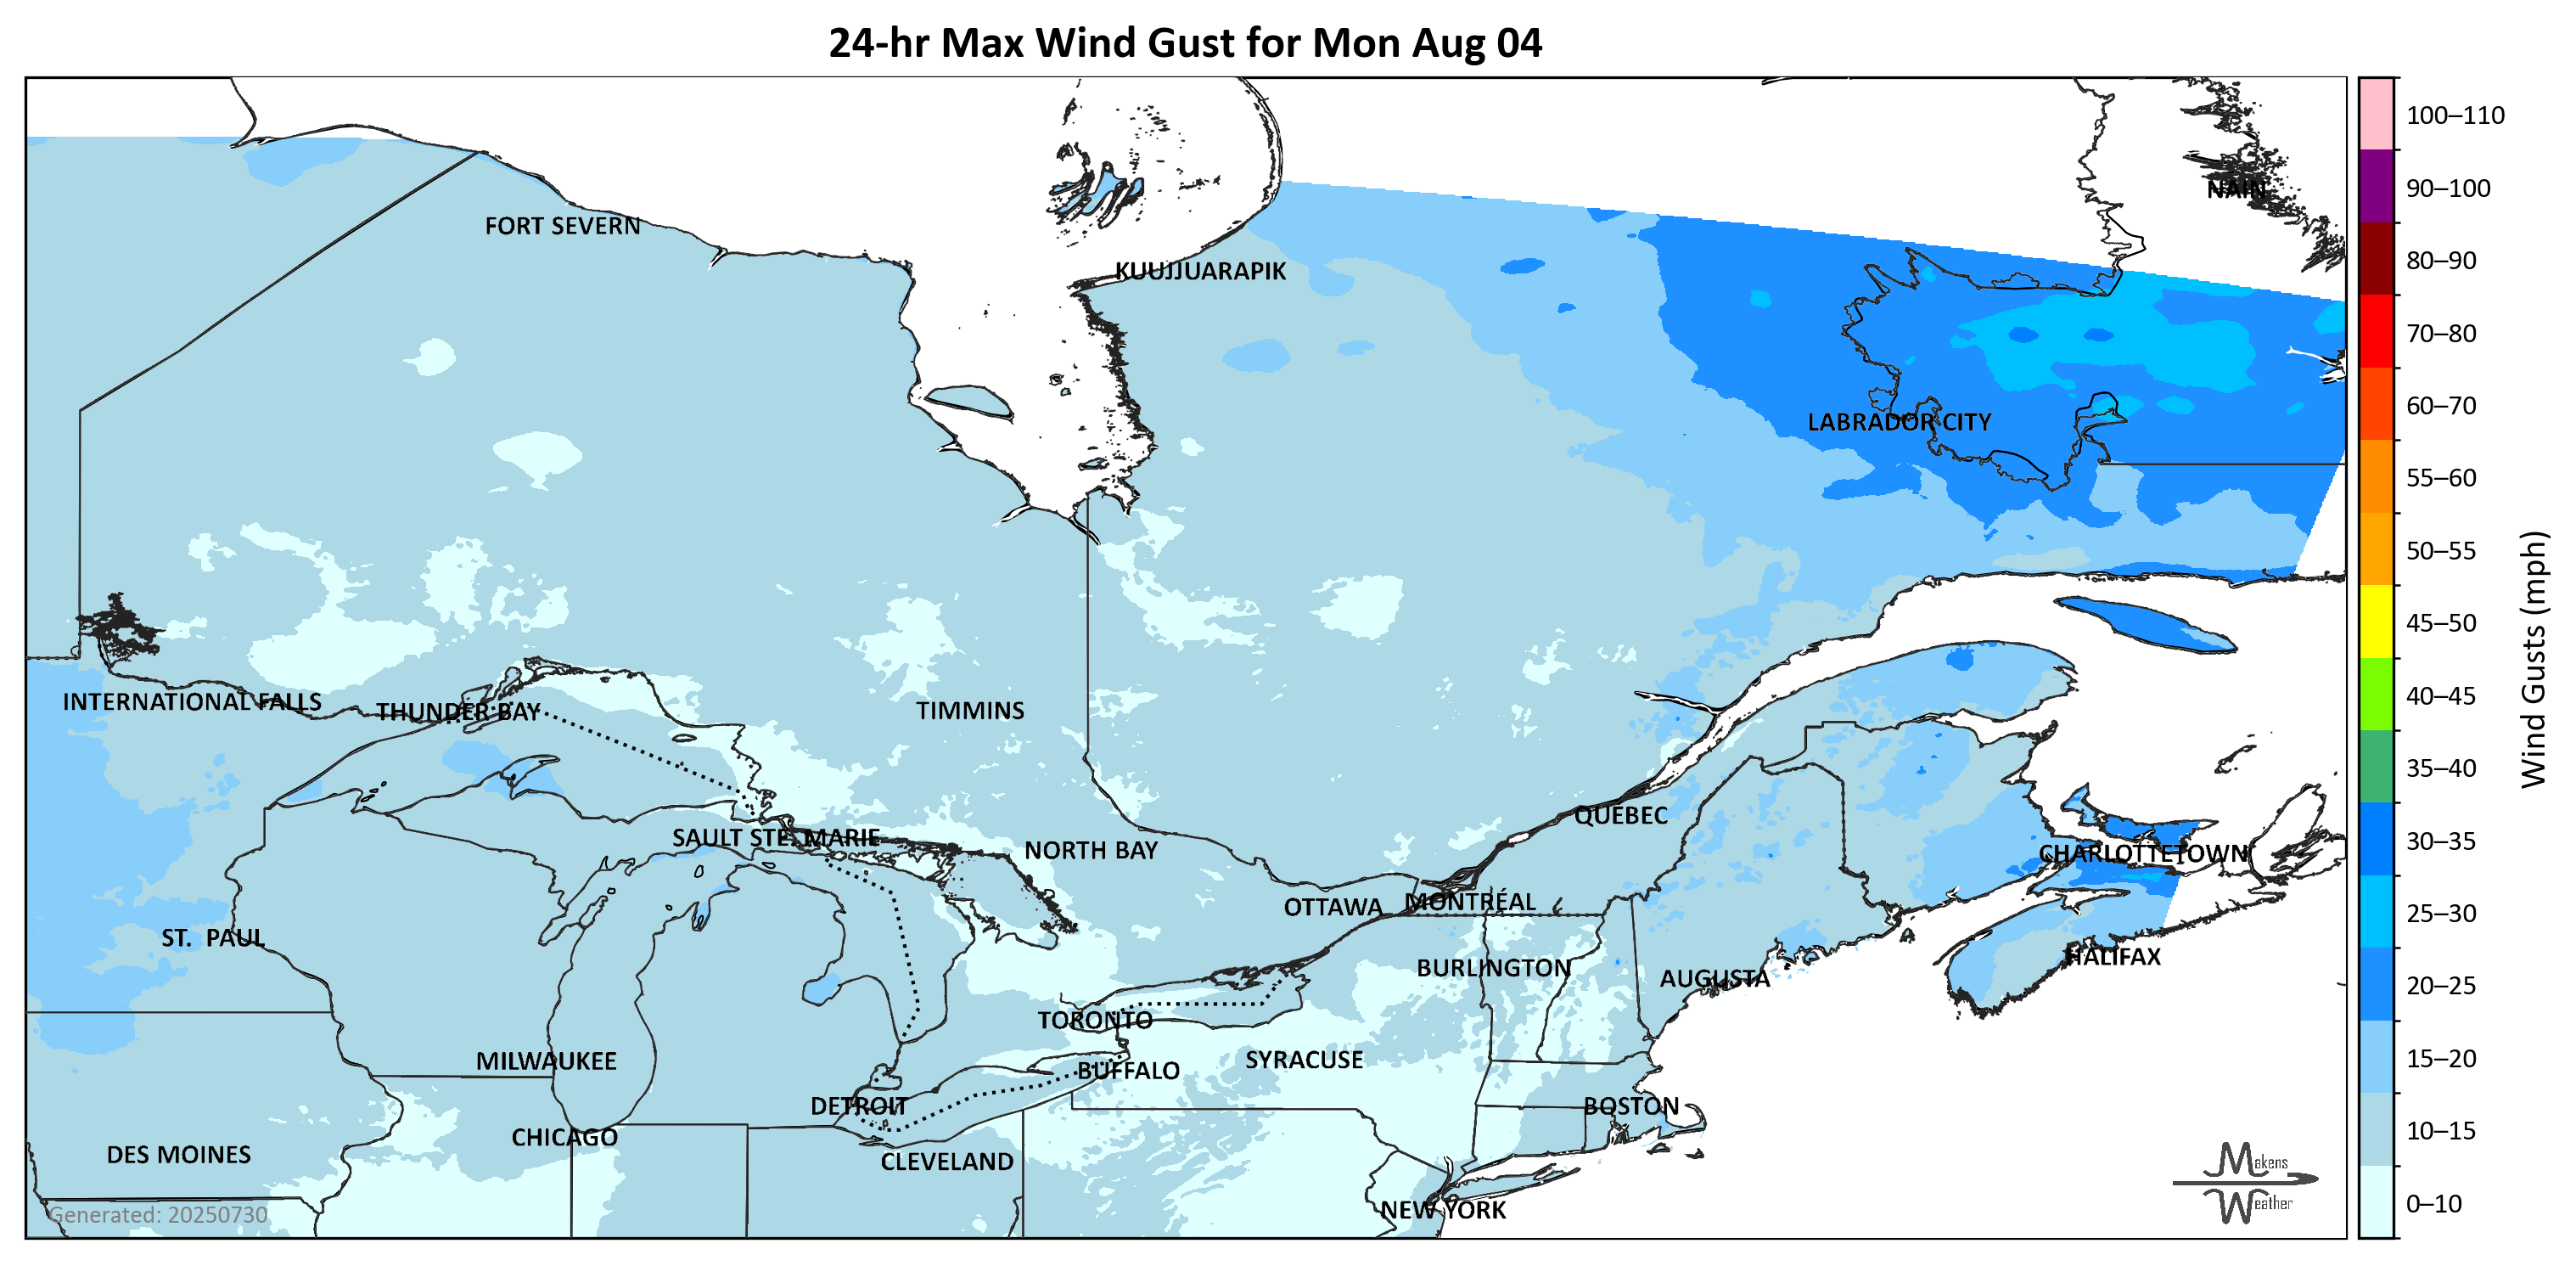 24-hr Max Wind Gust for Mon Aug 04
100–110
90–100
NAIN
FORT SEVERN
80–90
KUUJJUARAPIK
70–80
60–70
LABRADOR CITY
55–60
50–55
45–50
Wind Gusts (mph)
40–45
INTERNATIONAL FALLS
THUNDER BAY
TIMMINS
35–40
QUEBEC
30–35
SAULT STE. MARIE
NORTH BAY
CHARLOTTETOWN
MONTRÉAL
OTTAWA
25–30
ST. PAUL
HALIFAX
BURLINGTON
AUGUSTA
20–25
TORONTO
15–20
MILWAUKEE
SYRACUSE
BUFFALO
DETROIT
BOSTON
10–15
CHICAGO
DES MOINES
CLEVELAND
Makens
Weather
0–10
NEW YORK
Generated: 20250730